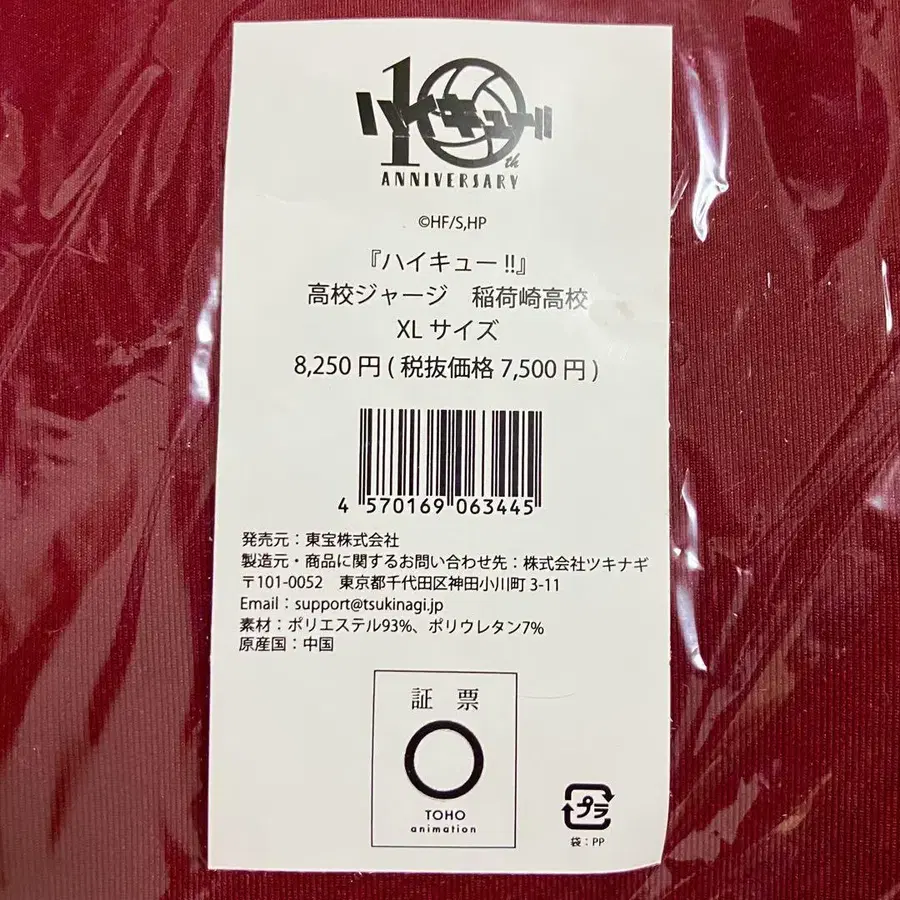 ハイキュー!!
10th
ANNIVERSARY
©HF/S,HP
『ハイキュー!!』
高校ジャージ　稲荷崎高校
XL サイズ
8,250 円 ( 税抜価格 7,500 円 )
4 570169 063445
発売元：東宝株式会社
製造元・商品に関するお問い合わせ先：株式会社ツキナギ
〒101-0052　東京都千代田区神田小川町 3-11
Email：support@tsukinagi.jp
素材：ポリエステル93%、ポリウレタン7%
原産国：中国
証 票
TOHO
animation
プラ
袋：PP